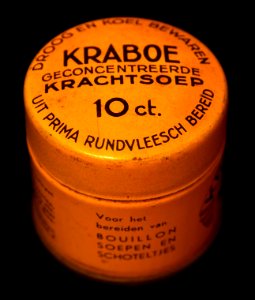 DROOG EN KOEL BEWAREN
KRABOE
GECONCENTREERDE
KRACHTSOEP
10 ct.
UIT PRIMA RUNDVLEESCH BEREID
Voor het
bereiden van
BOUILLON
SOEPEN EN
SCHOTELTJES